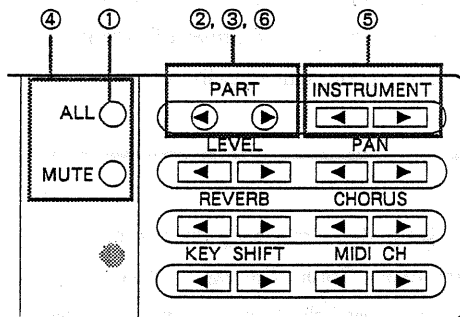 ④ ① ②, ③, ⑥ ⑤
PART INSTRUMENT
ALL
LEVEL PAN
MUTE
REVERB CHORUS
KEY SHIFT MIDI CH